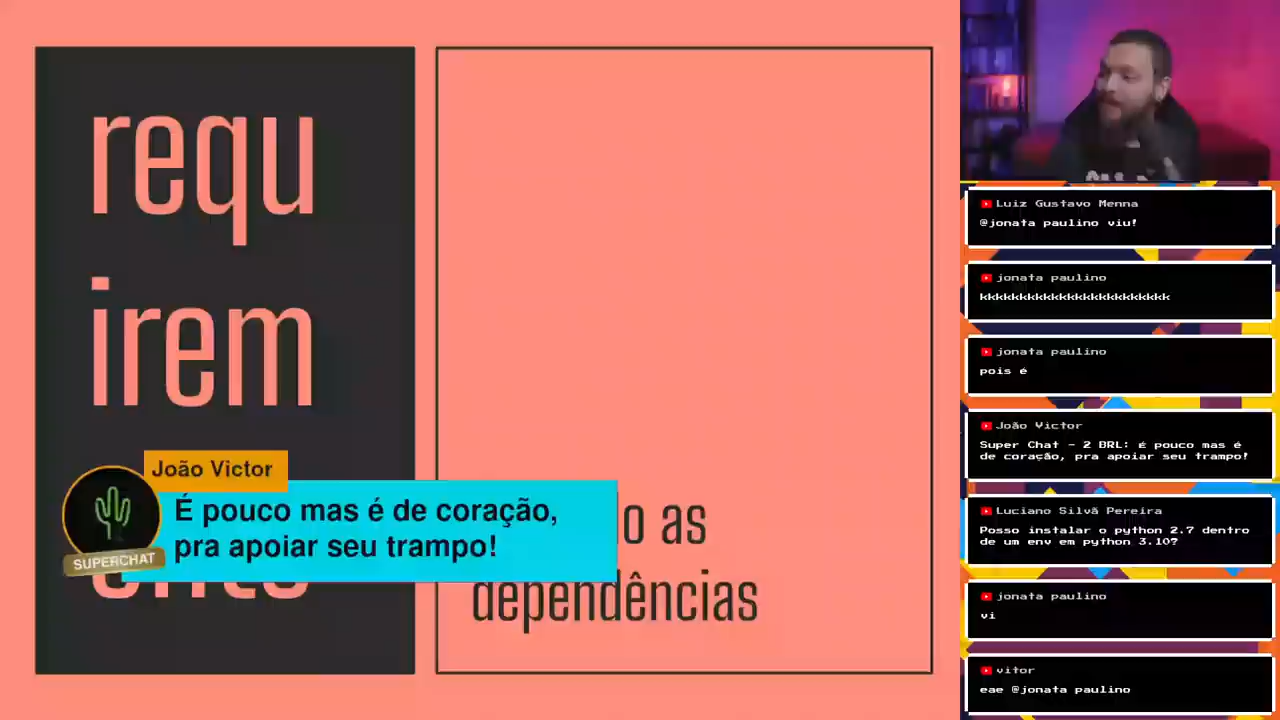 requ
irem
João Victor
É pouco mas é de coração,
pra apoiar seu trampo!
SUPERCHAT
o as
dependências
Luiz Gustavo Menna
@jonata paulino viu!
jonata paulino
kkkkkkkkkkkkkkkkkkkkkkkkk
jonata paulino
pois é
João Victor
Super Chat - 2 BRL: é pouco mas é
de coração, pra apoiar seu trampo!
Luciano Silvã Pereira
Posso instalar o python 2.7 dentro
de um env em python 3.10?
jonata paulino
vi
vitor
eae @jonata paulino